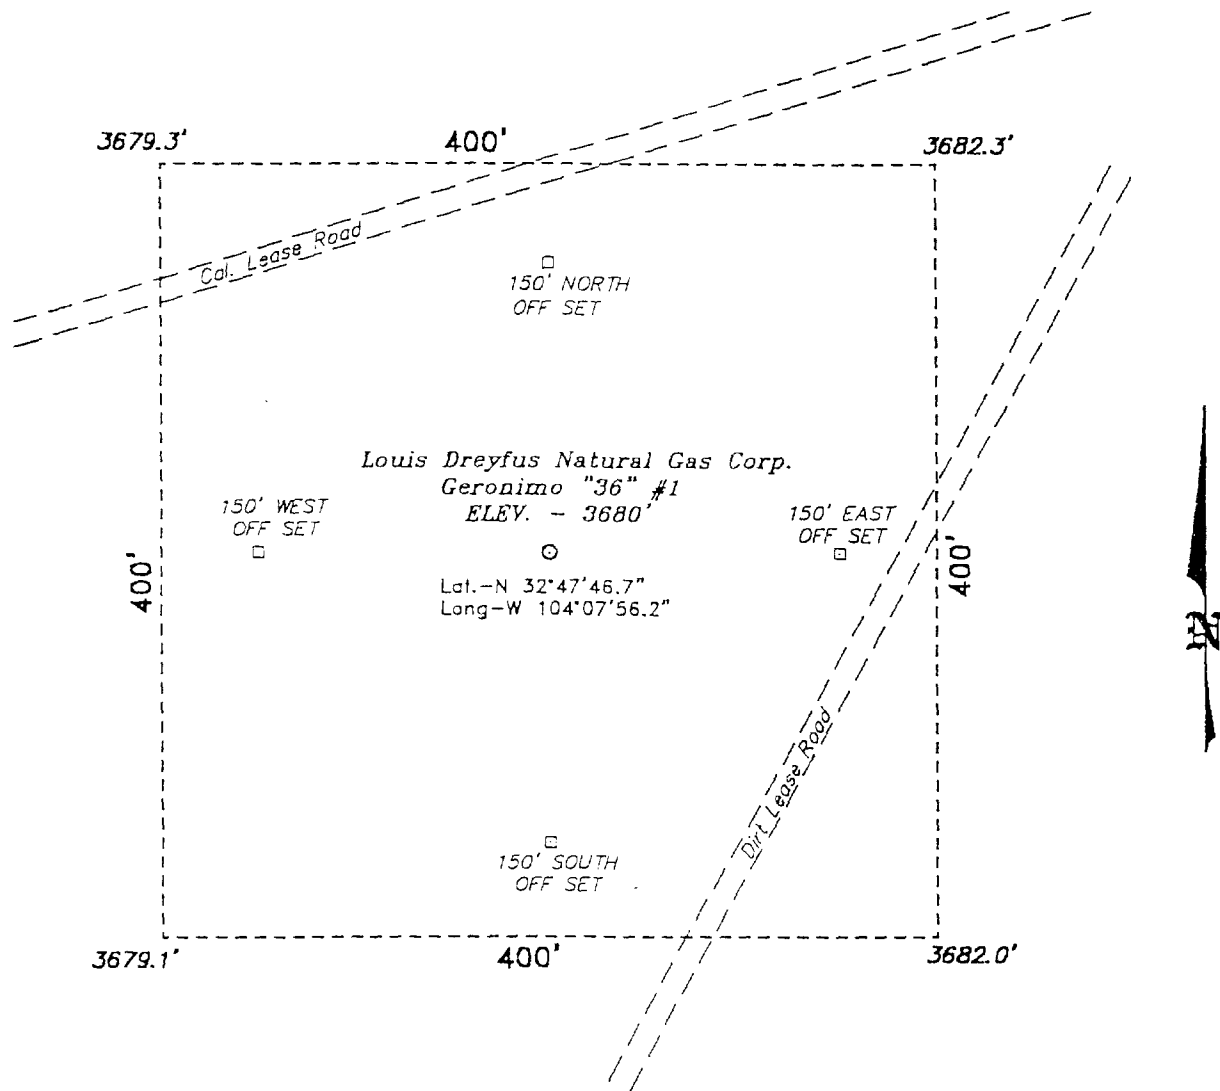 3679.3'
400'
3682.3'
Cal. Lease Road
150' NORTH
OFF SET
Louis Dreyfus Natural Gas Corp.
Geronimo "36" #1
ELEV. - 3680'
150' WEST
OFF SET
150' EAST
OFF SET
400'
400'
Lat.-N 32°47'46.7"
Long-W 104°07'56.2"
N
Dirt Lease Road
150' SOUTH
OFF SET
3679.1'
400'
3682.0'